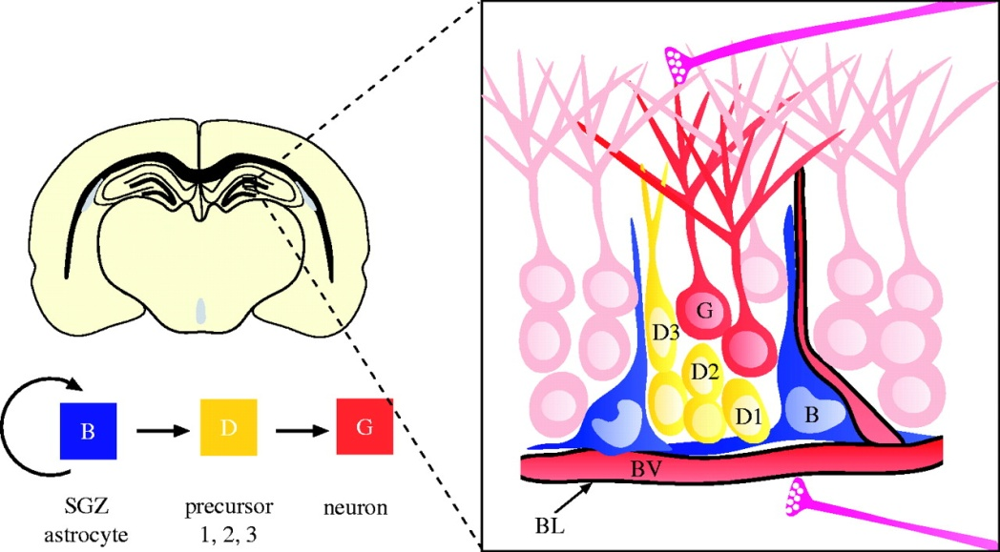 B
D
G
SGZ
astrocyte
precursor
1, 2, 3
neuron
G
D3
D2
D1
B
BV
BL